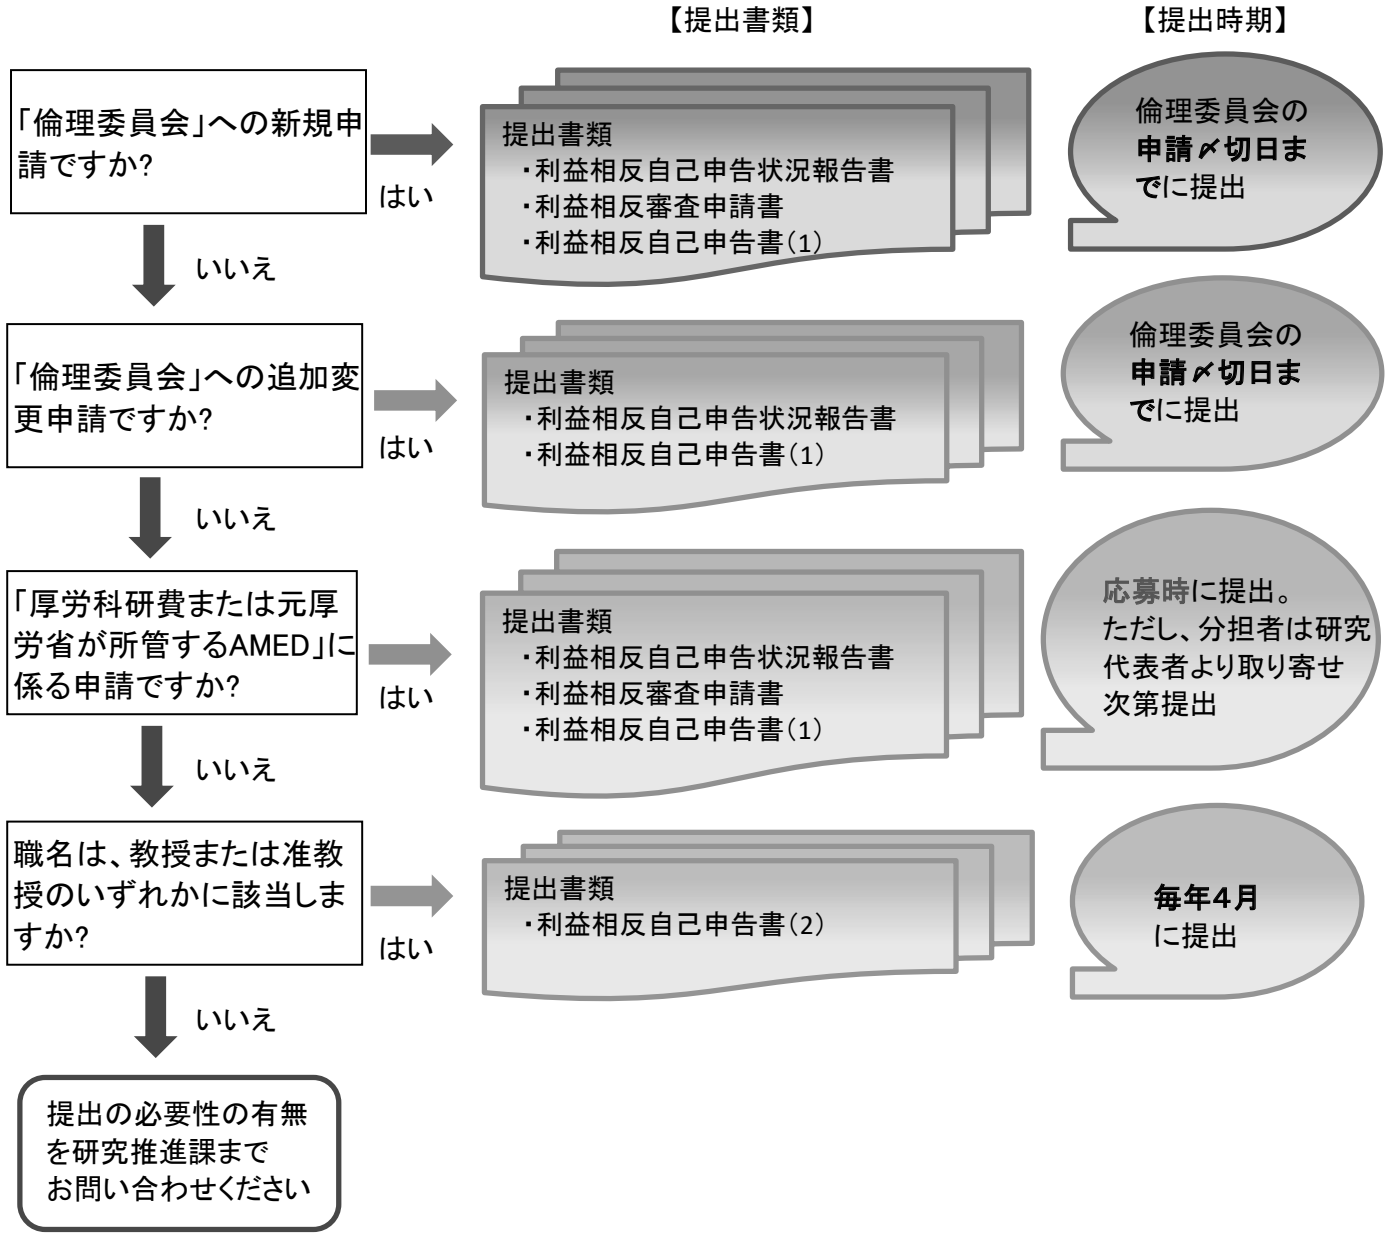 【提出書類】
【提出時期】
「倫理委員会」への新規申
請ですか?
はい
提出書類
・利益相反自己申告状況報告書
・利益相反審査申請書
・利益相反自己申告書(1)
倫理委員会の
申請〆切日ま
でに提出
いいえ
「倫理委員会」への追加変
更申請ですか?
はい
提出書類
・利益相反自己申告状況報告書
・利益相反自己申告書(1)
倫理委員会の
申請〆切日ま
でに提出
いいえ
「厚労科研費または元厚
労省が所管するAMED」に
係る申請ですか?
はい
提出書類
・利益相反自己申告状況報告書
・利益相反審査申請書
・利益相反自己申告書(1)
応募時に提出。
ただし、分担者は研究
代表者より取り寄せ
次第提出
いいえ
職名は、教授または准教
授のいずれかに該当しま
すか?
はい
提出書類
・利益相反自己申告書(2)
毎年4月
に提出
いいえ
提出の必要性の有無
を研究推進課まで
お問い合わせください